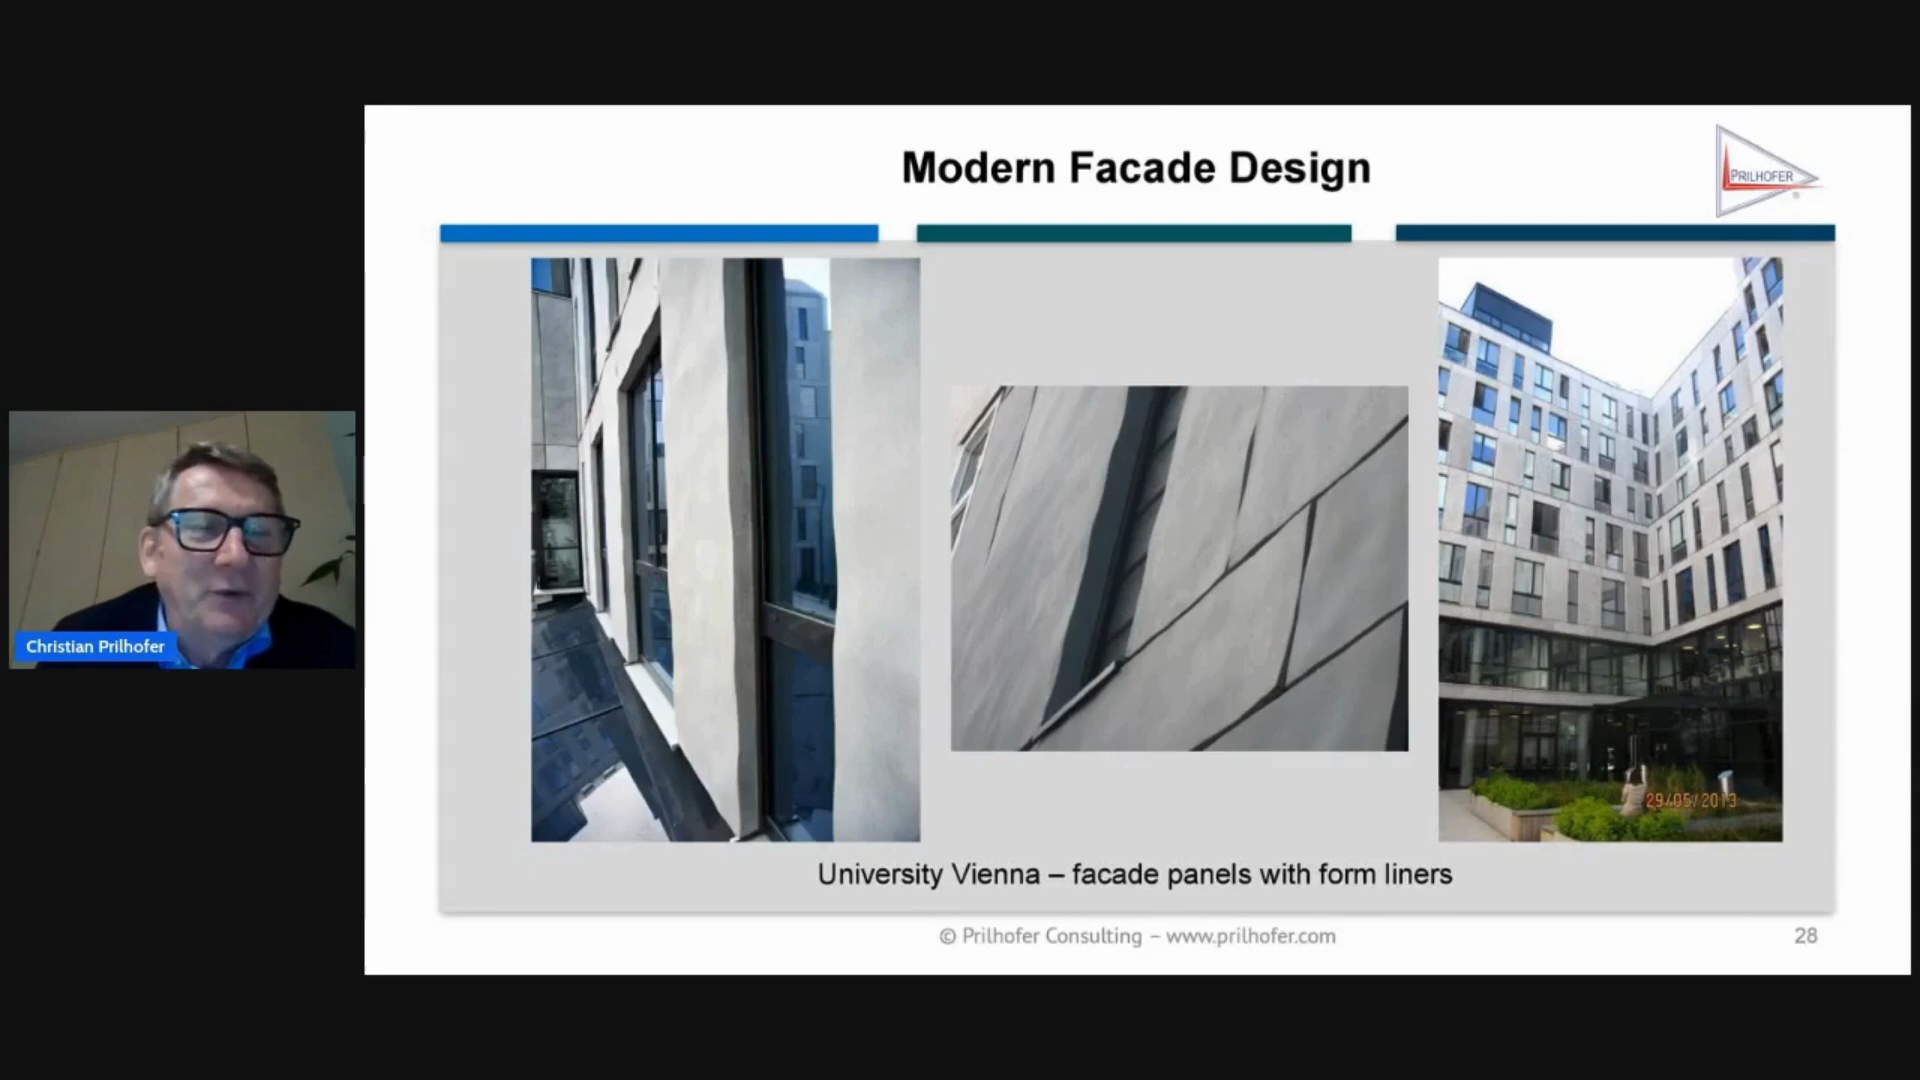 Modern Facade Design
PRILHOFER
®
Christian Prilhofer
29/05/2013
University Vienna – facade panels with form liners
© Prilhofer Consulting – www.prilhofer.com
28